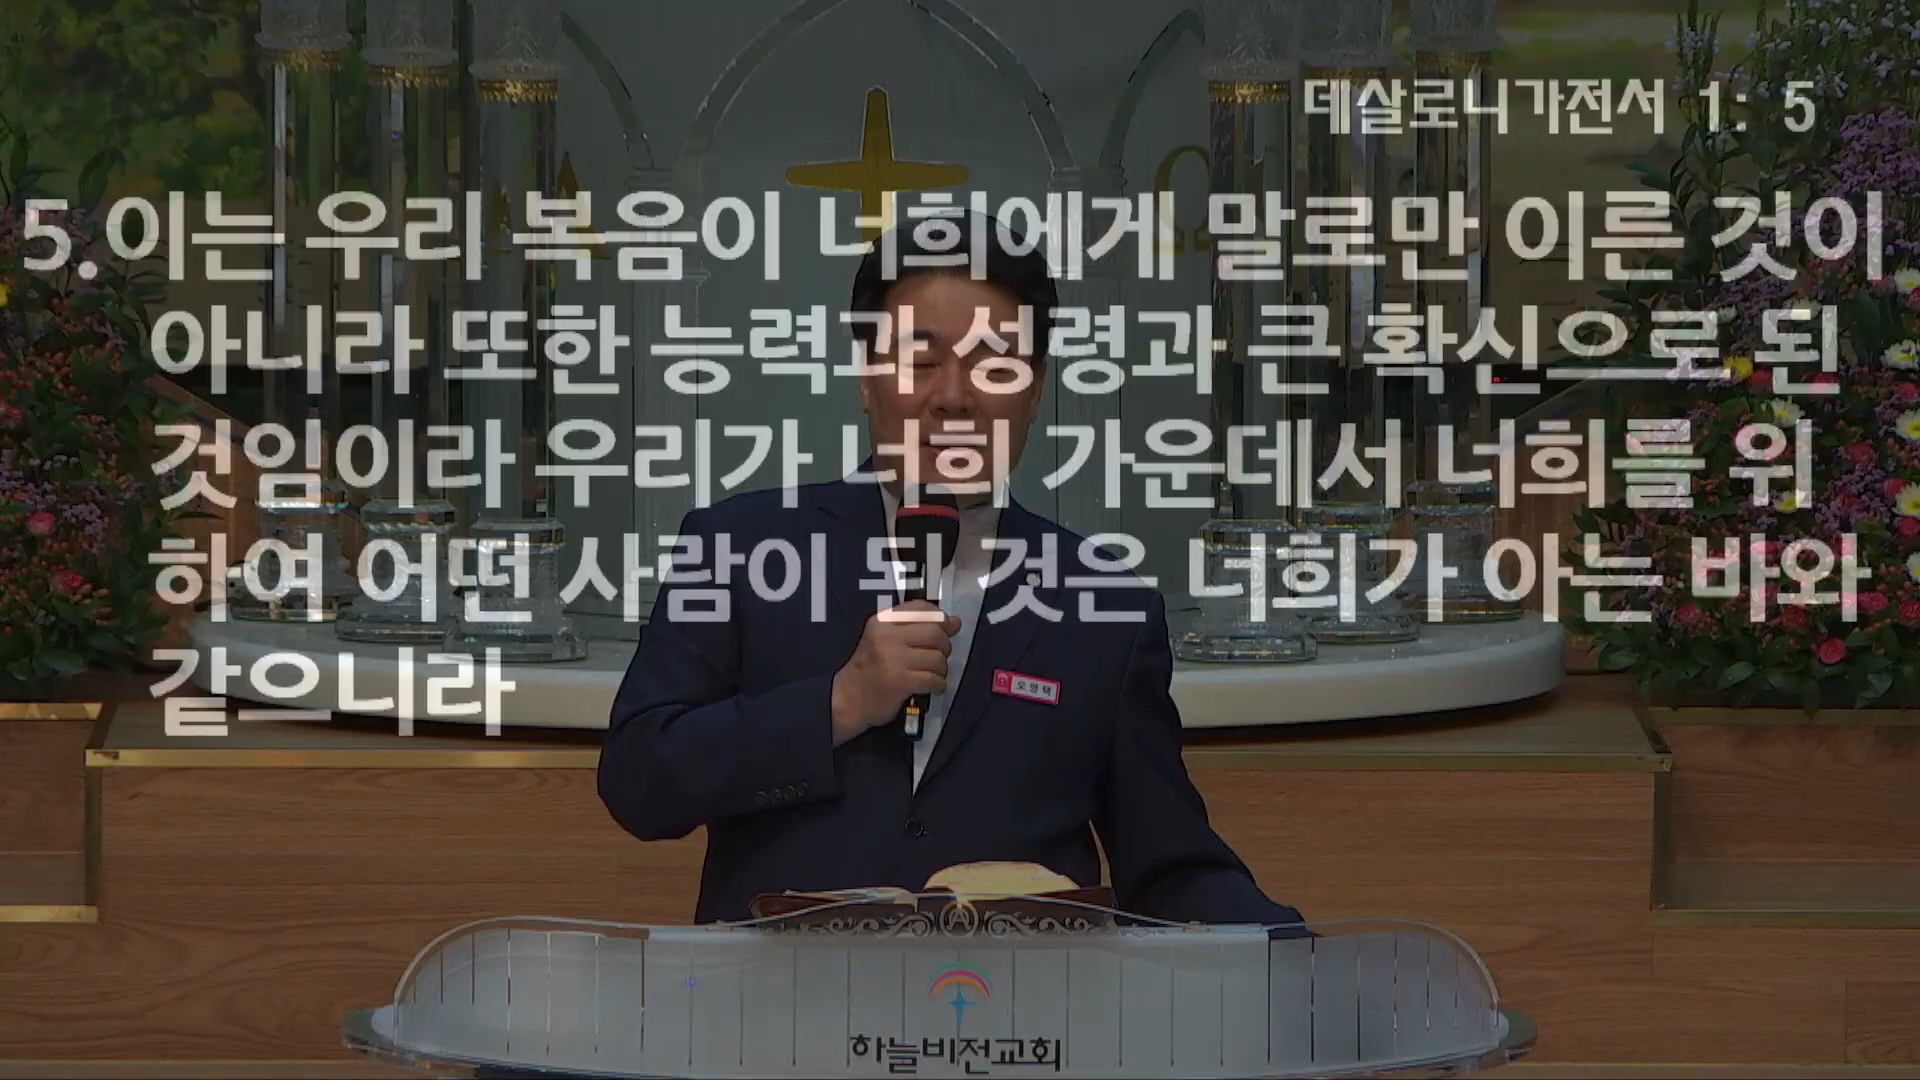 데살로니가전서 1: 5
5.이는 우리 복음이 너희에게 말로만 이른 것이
아니라 또한 능력과 성령과 큰 확신으로 된
것임이라 우리가 너희 가운데서 너희를 위
하여 어떤 사람이 된 것은 너희가 아는 바와
같으니라
Α Ω
하늘비전교회